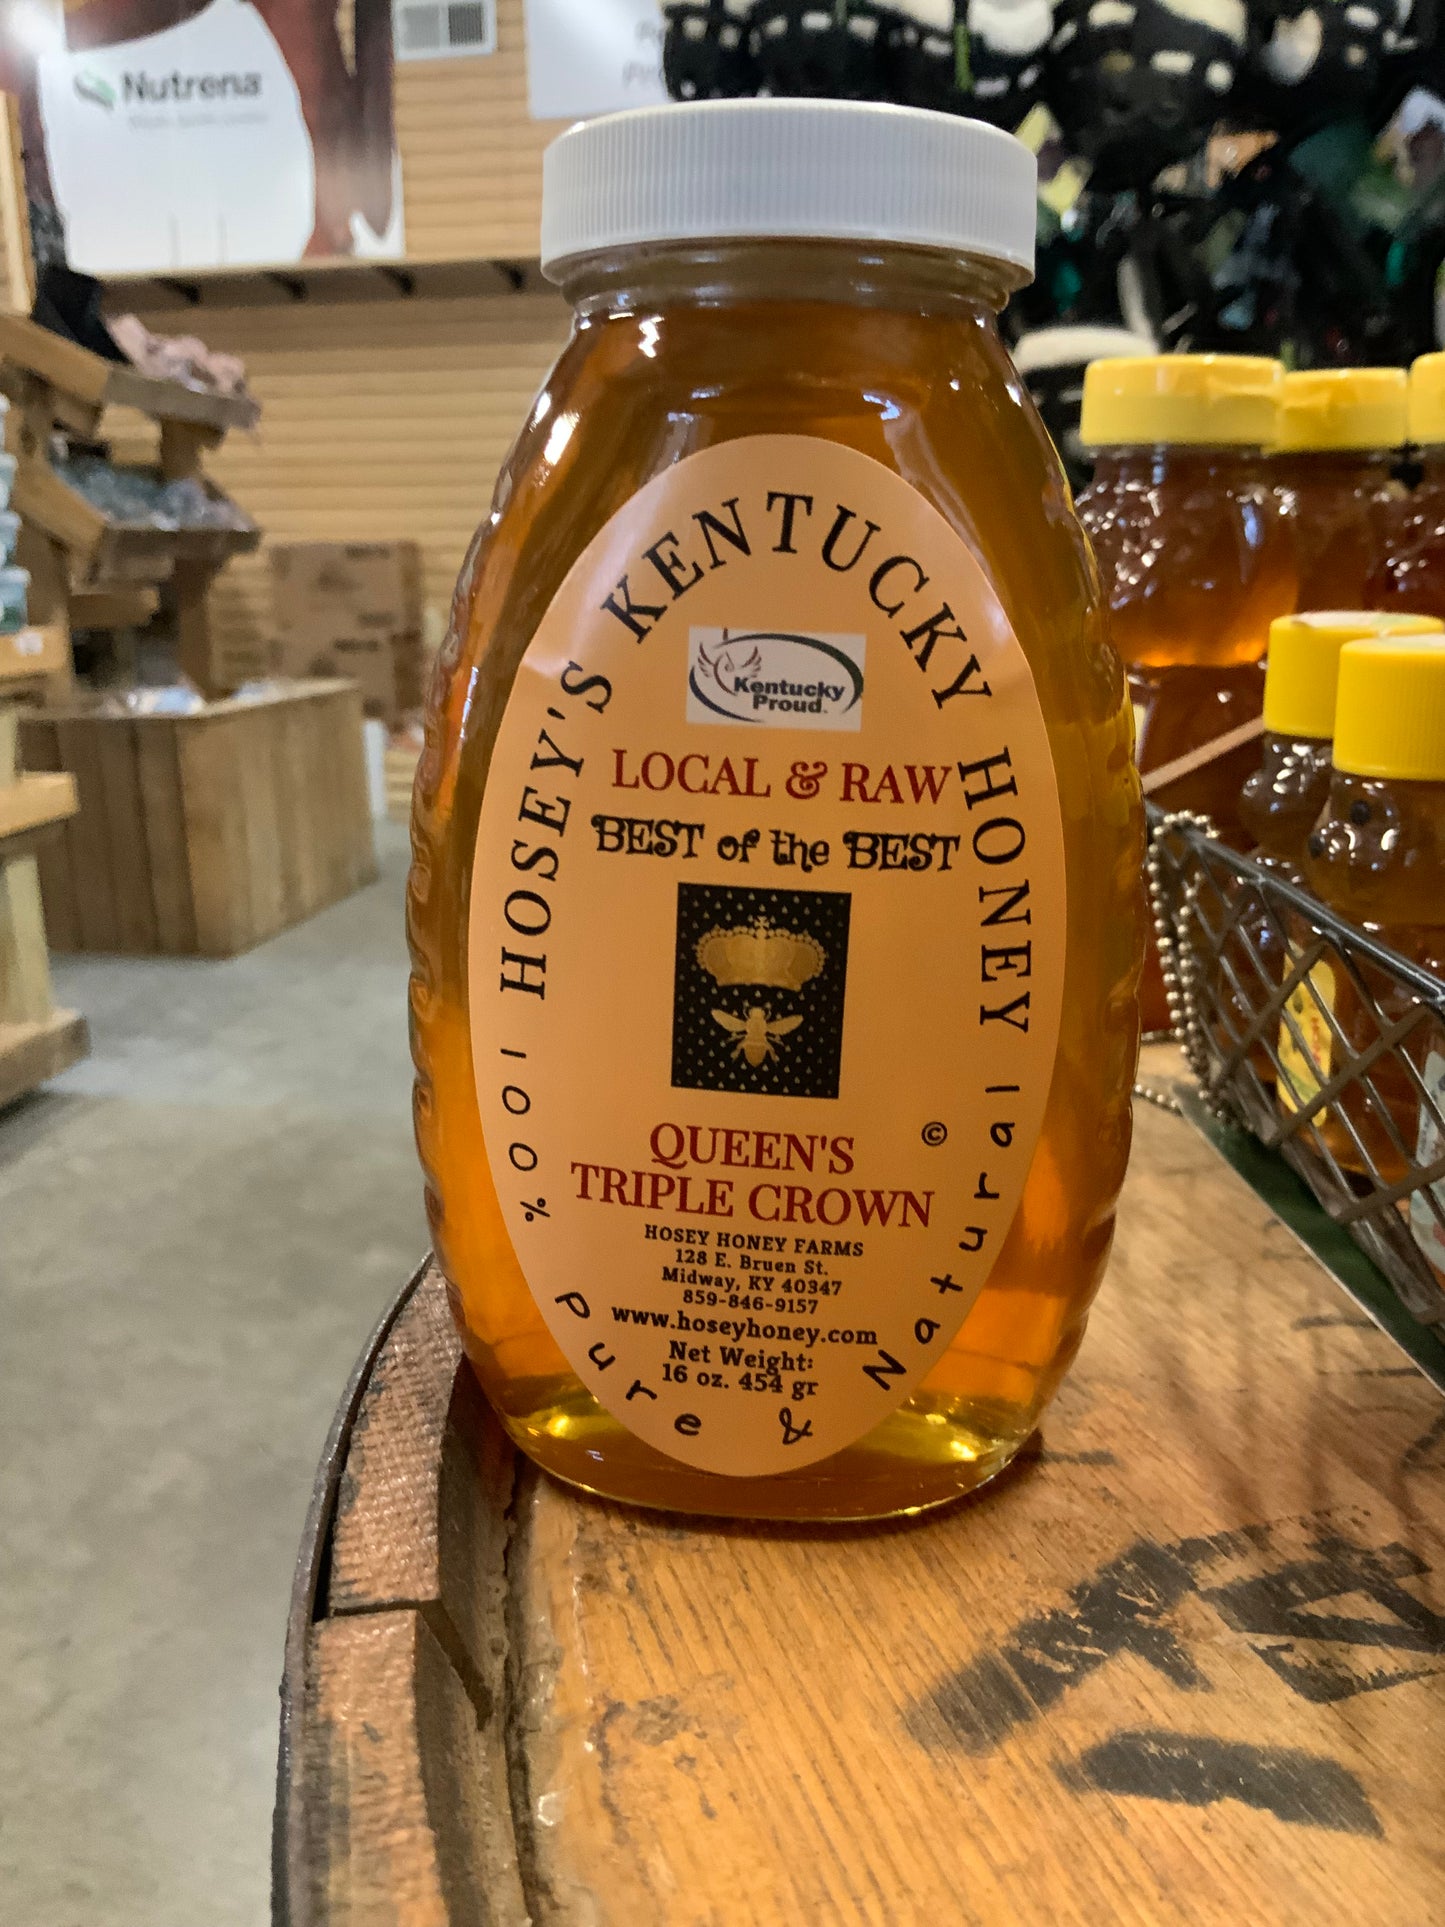 Nutrena
HOSEY'S KENTUCKY HONEY
Kentucky
Proud
LOCAL & RAW
BEST of the BEST
©
QUEEN'S
TRIPLE CROWN
HOSEY HONEY FARMS
128 E. Bruen St.
Midway, KY 40347
859-846-9157
www.hoseyhoney.com
Net Weight:
16 oz. 454 gr
100% Pure & Natural